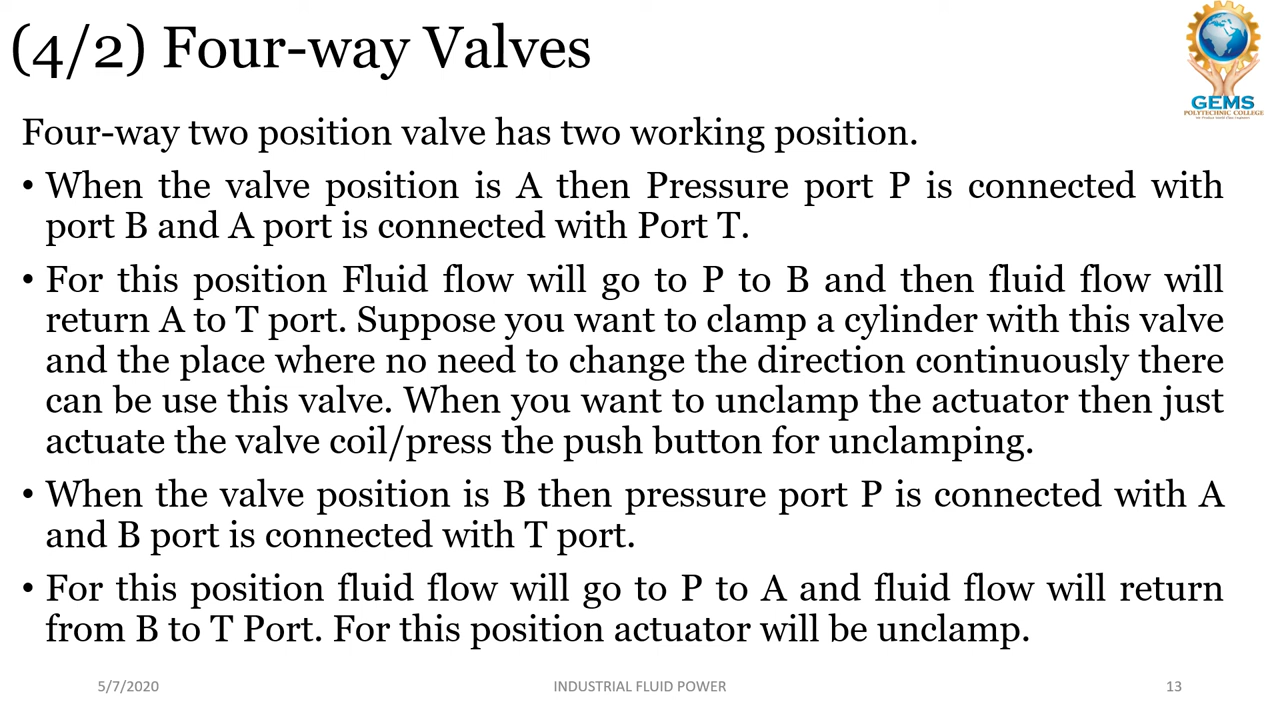 (4/2) Four-way Valves
GEMS
POLYTECHNIC COLLEGE
Four-way two position valve has two working position.
• When the valve position is A then Pressure port P is connected with
port B and A port is connected with Port T.
• For this position Fluid flow will go to P to B and then fluid flow will
return A to T port. Suppose you want to clamp a cylinder with this valve
and the place where no need to change the direction continuously there
can be use this valve. When you want to unclamp the actuator then just
actuate the valve coil/press the push button for unclamping.
• When the valve position is B then pressure port P is connected with A
and B port is connected with T port.
• For this position fluid flow will go to P to A and fluid flow will return
from B to T Port. For this position actuator will be unclamp.
5/7/2020
INDUSTRIAL FLUID POWER
13